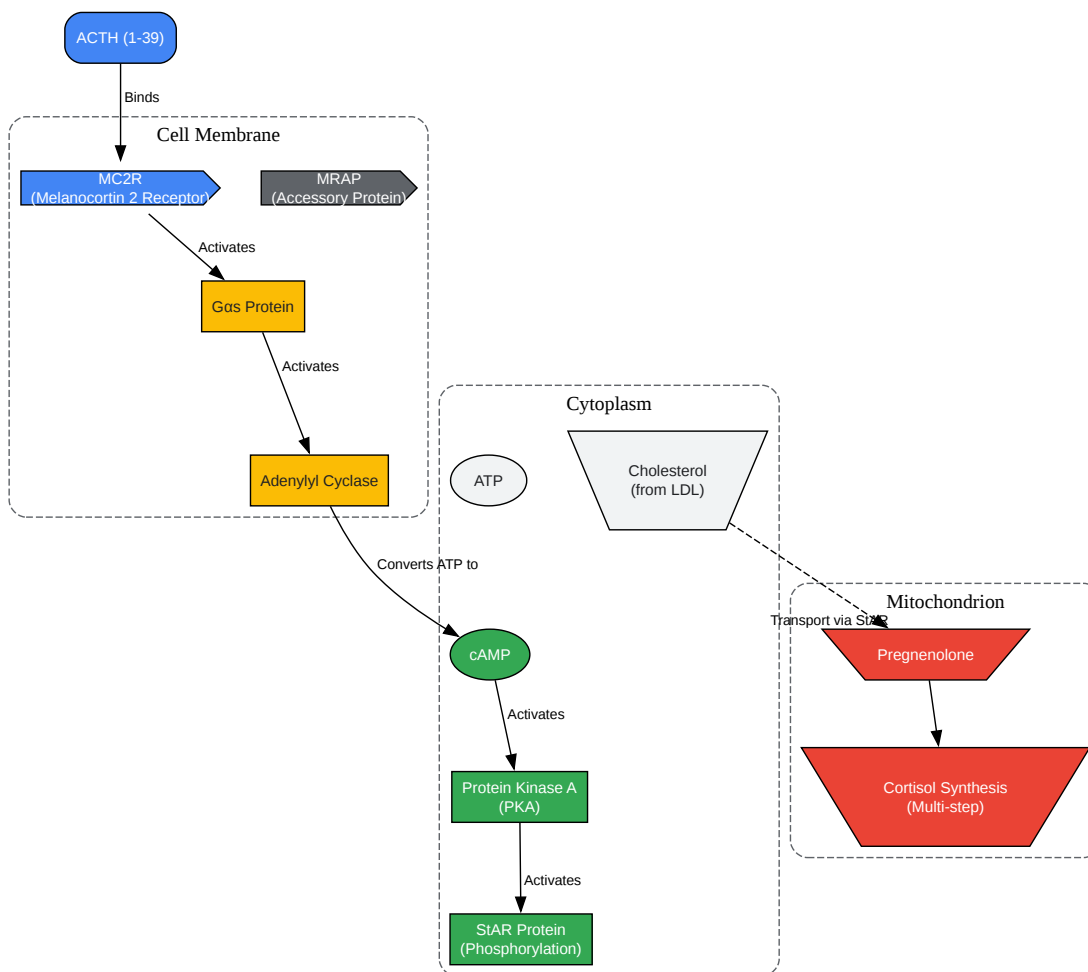 ACTH (1-39)
Binds
Cell Membrane
MC2R
(Melanocortin 2 Receptor)
MRAP
(Accessory Protein)
Activates
Gαs Protein
Activates
Adenylyl Cyclase
Cytoplasm
ATP
Cholesterol
(from LDL)
Converts ATP to
Mitochondrion
Transport via StAR
Pregnenolone
cAMP
Activates
Protein Kinase A
(PKA)
Cortisol Synthesis
(Multi-step)
Activates
StAR Protein
(Phosphorylation)